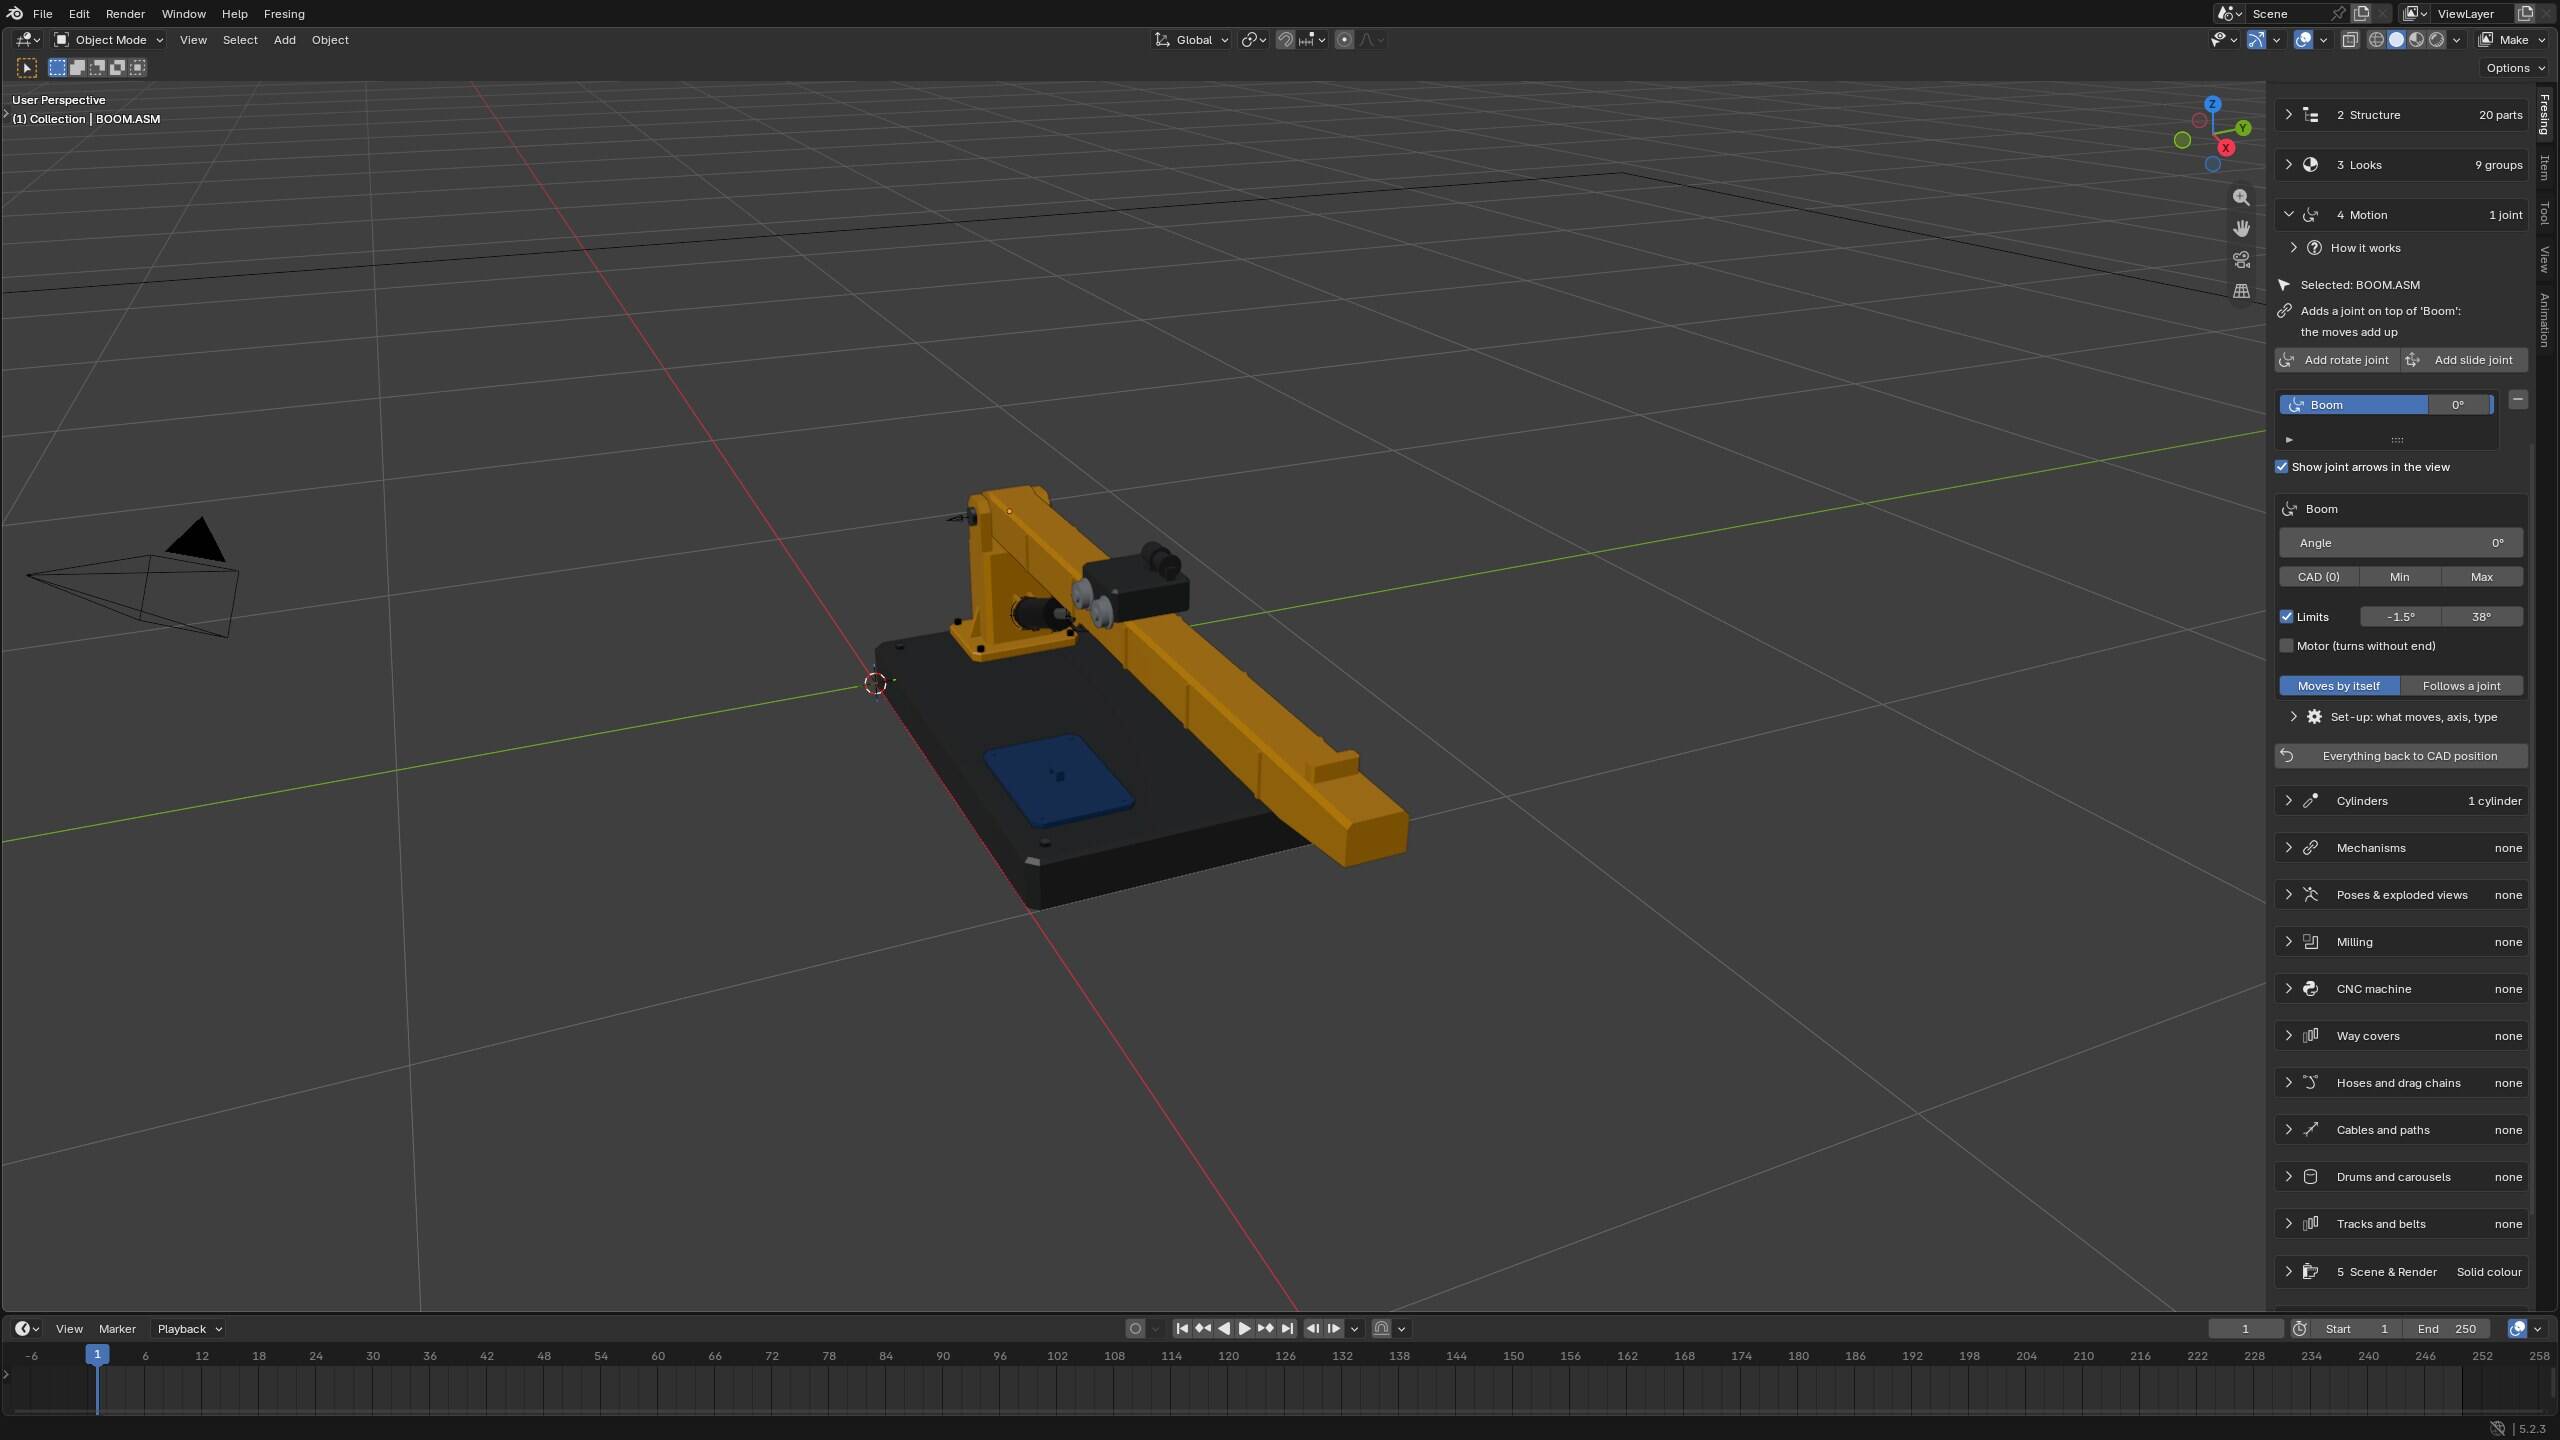 File Edit Render Window Help Fresing
Scene ViewLayer
Object Mode View Select Add Object Global Make
Options
User Perspective
(1) Collection | BOOM.ASM
Z
Y
X
Fresing
Item
Tool
View
Animation
2 Structure 20 parts
3 Looks 9 groups
4 Motion 1 joint
How it works
Selected: BOOM.ASM
Adds a joint on top of 'Boom':
the moves add up
Add rotate joint Add slide joint
Boom 0°
Show joint arrows in the view
Boom
Angle 0°
CAD (0) Min Max
Limits -1.5° 38°
Motor (turns without end)
Moves by itself Follows a joint
Set-up: what moves, axis, type
Everything back to CAD position
Cylinders 1 cylinder
Mechanisms none
Poses & exploded views none
Milling none
CNC machine none
Way covers none
Hoses and drag chains none
Cables and paths none
Drums and carousels none
Tracks and belts none
5 Scene & Render Solid colour
View Marker Playback 1 Start 1 End 250
-6 1 6 12 18 24 30 36 42 48 54 60 66 72 78 84 90 96 102 108 114 120 126 132 138 144 150 156 162 168 174 180 186 192 198 204 210 216 222 228 234 240 246 252 258
5.2.3